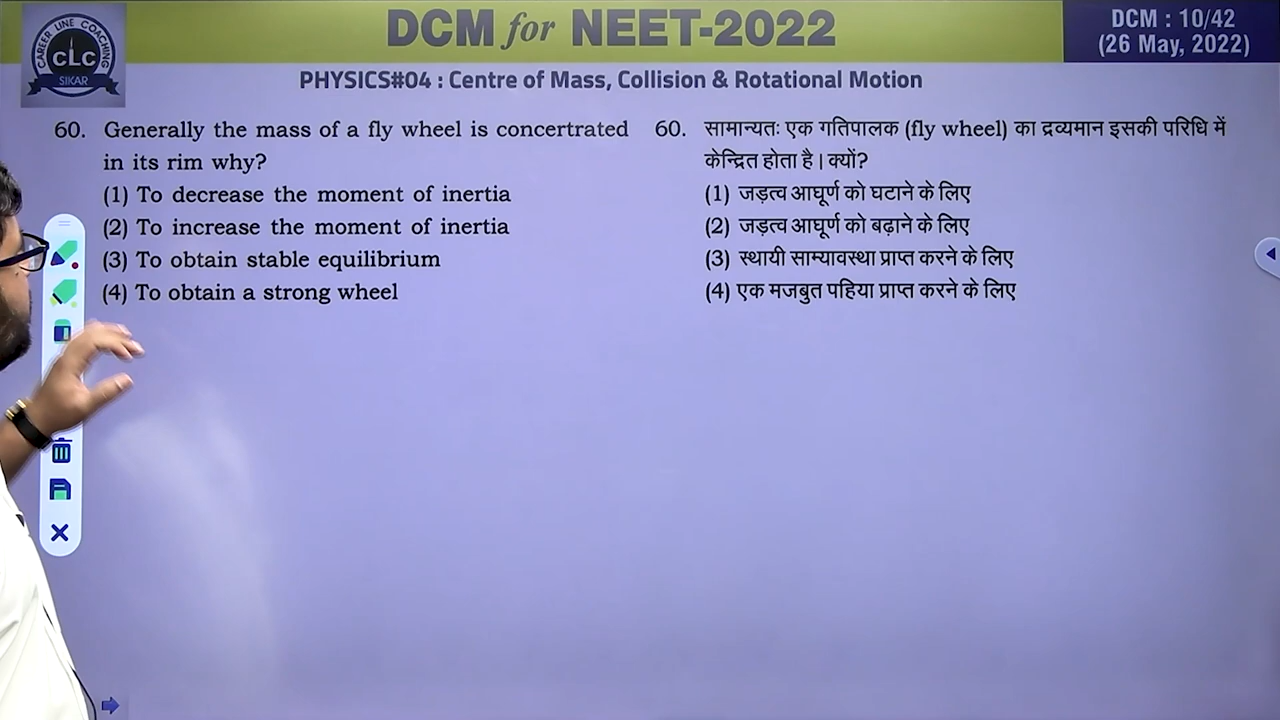 CAREER LINE COACHING
CLC
SIKAR
DCM for NEET-2022
DCM : 10/42
(26 May, 2022)
PHYSICS#04 : Centre of Mass, Collision & Rotational Motion
60. Generally the mass of a fly wheel is concertrated
in its rim why?
(1) To decrease the moment of inertia
(2) To increase the moment of inertia
(3) To obtain stable equilibrium
(4) To obtain a strong wheel
60. सामान्यतः एक गतिपालक (fly wheel) का द्रव्यमान इसकी परिधि में
केन्द्रित होता है। क्यों?
(1) जड़त्व आघूर्ण को घटाने के लिए
(2) जड़त्व आघूर्ण को बढ़ाने के लिए
(3) स्थायी साम्यावस्था प्राप्त करने के लिए
(4) एक मजबुत पहिया प्राप्त करने के लिए